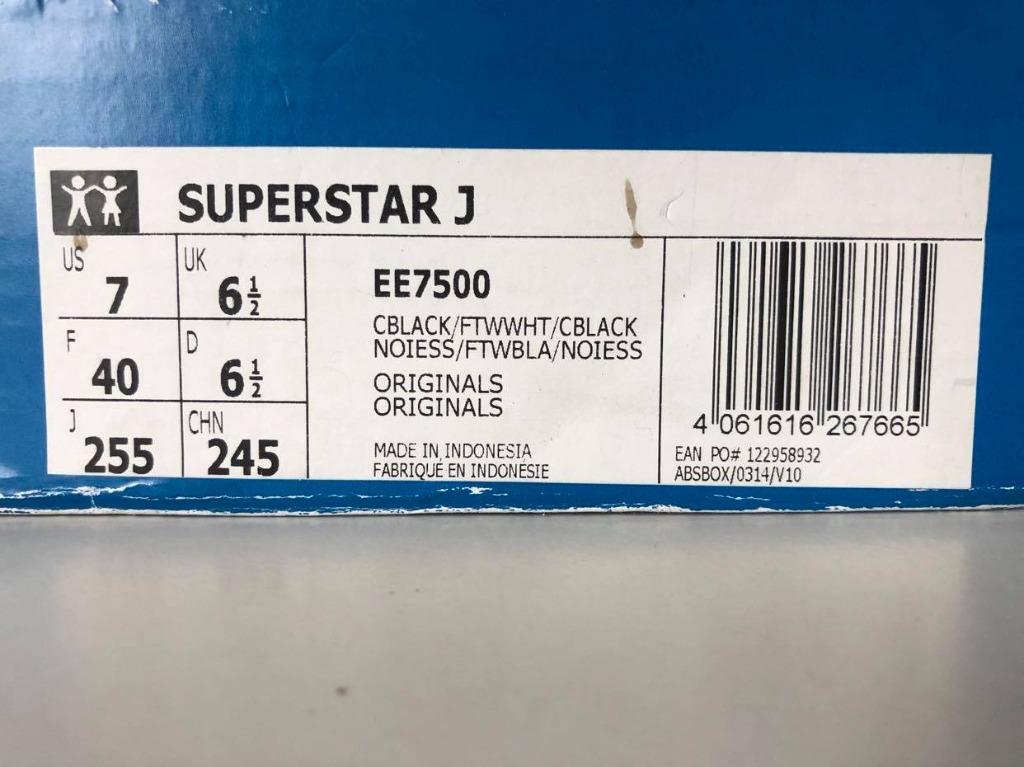 SUPERSTAR J
US 7
UK 6½
F 40
D 6½
J 255
CHN 245
EE7500
CBLACK/FTWWHT/CBLACK
NOIESS/FTWBLA/NOIESS
ORIGINALS
ORIGINALS
MADE IN INDONESIA
FABRIQUÉ EN INDONÉSIE
4 061616 267665
EAN PO# 122958932
ABSBOX/0314/V10